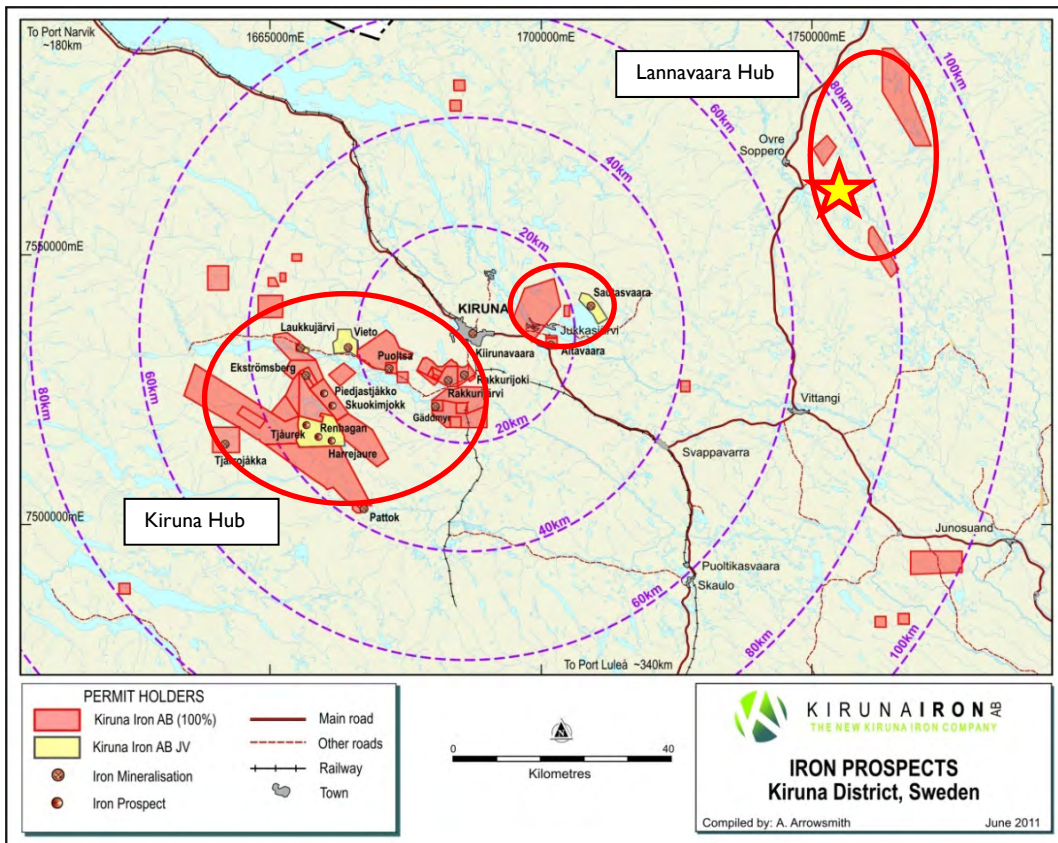 To Port Narvik
~180km
1665000mE
1700000mE
1750000mE
Lannavaara Hub
100km
80km
60km
Ovre
Soppero
40km
20km
7550000mE
KIRUNA
Sautasvaara
Jukkasjärvi
Altavaara
Laukkujärvi
Vieto
Kiirunavaara
Puoltsa
Ekströmsberg
Rakkurijoki
Rakkurijärvi
Piedjastjåkko
Skuokimjokk
Gäddmyr
60km
80km
Renhagan
Tjåurek
Harrejaure
Tjårrojåkka
20km
Vittangi
Svappavarra
Kiruna Hub
Pattok
7500000mE
40km
Junosuand
Puoltikasvaara
Skaulo
60km
80km
100km
To Port Luleå ~340km
PERMIT HOLDERS
Kiruna Iron AB (100%)
Kiruna Iron AB JV
Iron Mineralisation
Iron Prospect
Main road
Other roads
Railway
Town
0 40
Kilometres
KIRUNAIRON AB
THE NEW KIRUNA IRON COMPANY
IRON PROSPECTS
Kiruna District, Sweden
Compiled by: A. Arrowsmith June 2011